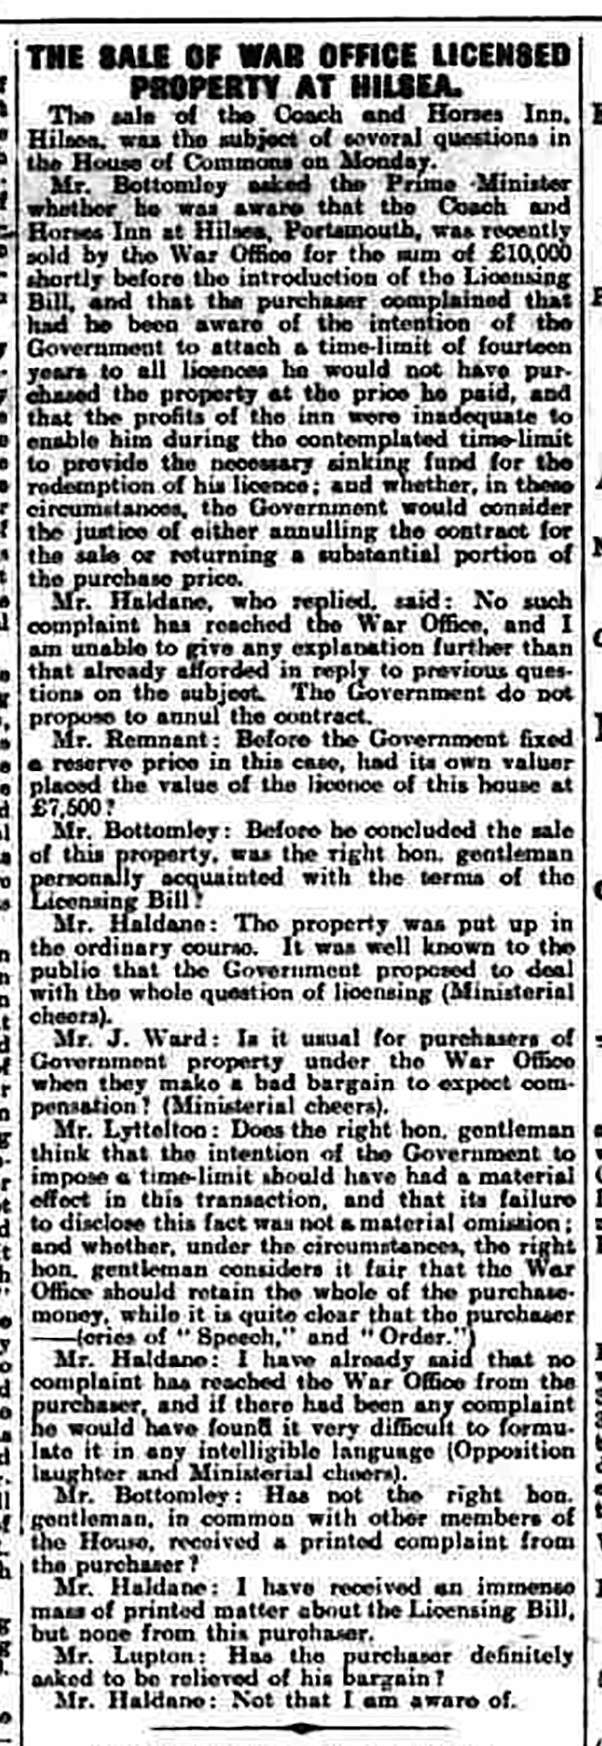 THE SALE OF WAR OFFICE LICENSED
PROPERTY AT HILSEA.
The sale of the Coach and Horses Inn,
Hilsea, was the subject of several questions in
the House of Commons on Monday.
Mr. Bottomley asked the Prime Minister
whether he was aware that the Coach and
Horses Inn at Hilsea, Portsmouth, was recently
sold by the War Office for the sum of £10,000
shortly before the introduction of the Licensing
Bill, and that the purchaser complained that
had he been aware of the intention of the
Government to attach a time-limit of fourteen
years to all licences he would not have pur-
chased the property at the price he paid, and
that the profits of the inn were inadequate to
enable him during the contemplated time-limit
to provide the necessary sinking fund for the
redemption of his licence; and whether, in these
circumstances, the Government would consider
the justice of either annulling the contract for
the sale or returning a substantial portion of
the purchase price.
Mr. Haldane, who replied, said: No such
complaint has reached the War Office, and I
am unable to give any explanation further than
that already afforded in reply to previous ques-
tions on the subject. The Government do not
propose to annul the contract.
Mr. Remnant: Before the Government fixed
a reserve price in this case, had its own valuer
placed the value of the licence of this house at
£7,500?
Mr. Bottomley: Before he concluded the sale
of this property, was the right hon. gentleman
personally acquainted with the terms of the
Licensing Bill?
Mr. Haldane: The property was put up in
the ordinary course. It was well known to the
public that the Government proposed to deal
with the whole question of licensing (Ministerial
cheers).
Mr. J. Ward: Is it usual for purchasers of
Government property under the War Office
when they make a bad bargain to expect com-
pensation? (Ministerial cheers).
Mr. Lyttelton: Does the right hon. gentleman
think that the intention of the Government to
impose a time-limit should have had a material
effect in this transaction, and that its failure
to disclose this fact was not a material omission;
and whether, under the circumstances, the right
hon. gentleman considers it fair that the War
Office should retain the whole of the purchase-
money, while it is quite clear that the purchaser
——(cries of "Speech," and "Order.")
Mr. Haldane: I have already said that no
complaint has reached the War Office from the
purchaser, and if there had been any complaint
he would have found it very difficult to formu-
late it in any intelligible language (Opposition
laughter and Ministerial cheers).
Mr. Bottomley: Has not the right hon.
gentleman, in common with other members of
the House, received a printed complaint from
the purchaser?
Mr. Haldane: I have received an immense
mass of printed matter about the Licensing Bill,
but none from this purchaser.
Mr. Lupton: Has the purchaser definitely
asked to be relieved of his bargain?
Mr. Haldane: Not that I am aware of.